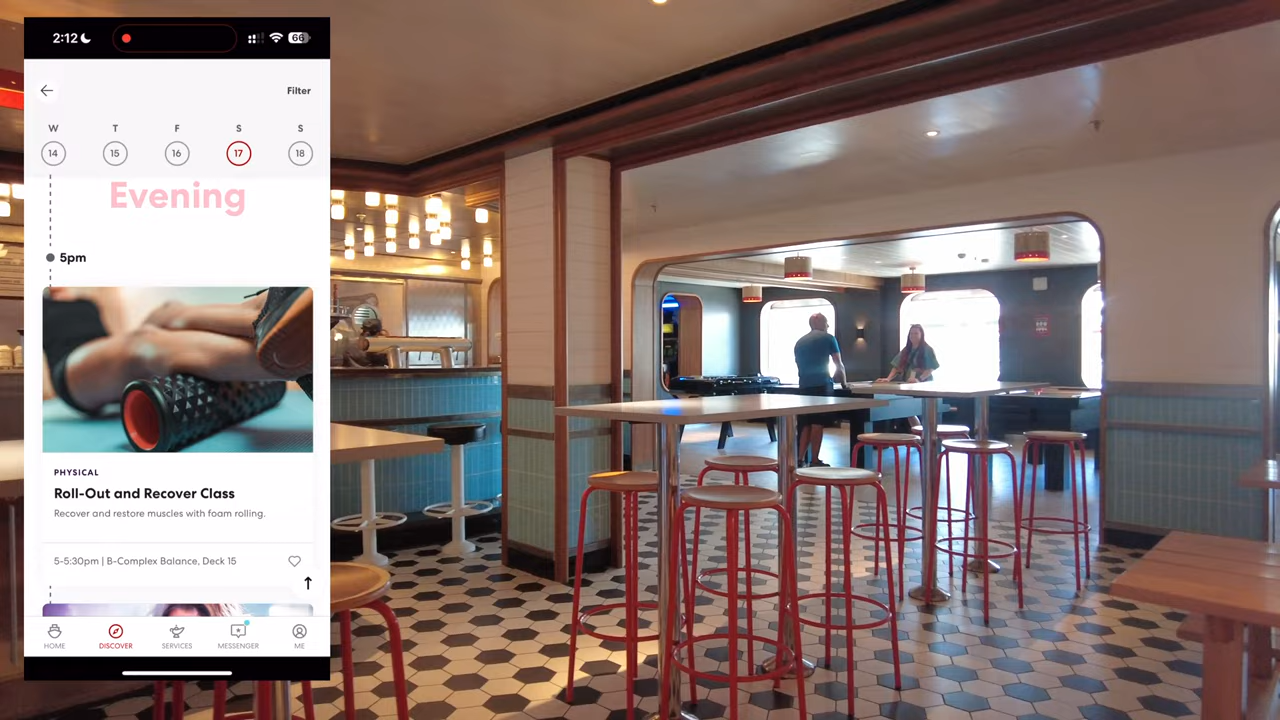 2:12
66
Filter
W T F S S
14 15 16 17 18
Evening
5pm
PHYSICAL
Roll-Out and Recover Class
Recover and restore muscles with foam rolling.
5-5:30pm | B-Complex Balance, Deck 15
HOME DISCOVER SERVICES MESSENGER ME